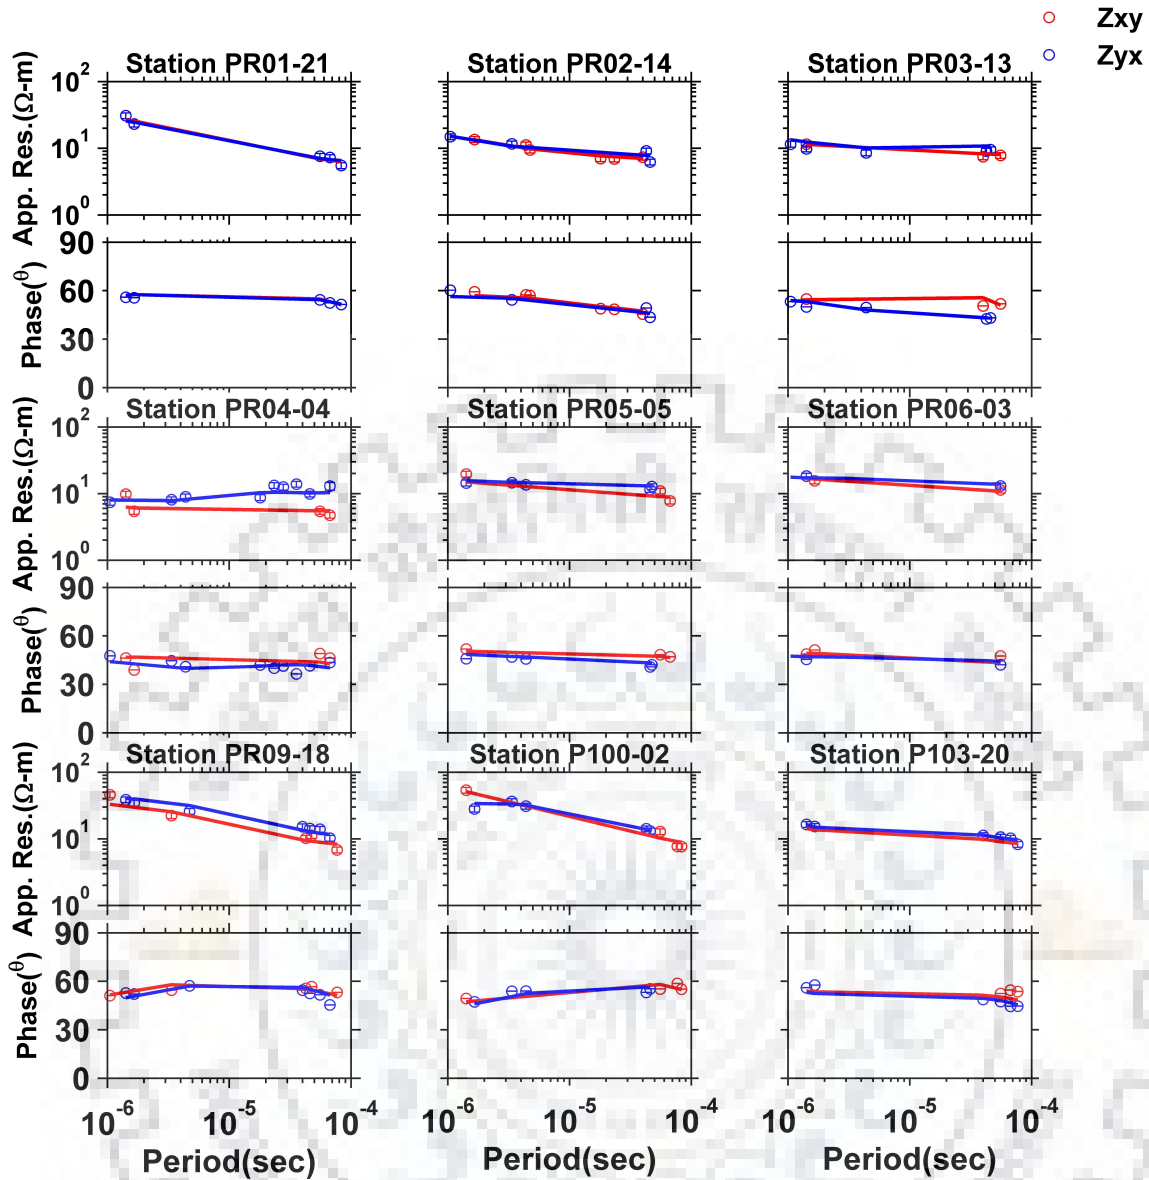 Zxy
Zyx
Station PR01-21 Station PR02-14 Station PR03-13
App. Res.(Ω-m)
10² 10¹ 10⁰
Phase(θ)
90 60 30 0
Station PR04-04 Station PR05-05 Station PR06-03
App. Res.(Ω-m)
10² 10¹ 10⁰
Phase(θ)
90 60 30 0
Station PR09-18 Station P100-02 Station P103-20
App. Res.(Ω-m)
10² 10¹ 10⁰
Phase(θ)
90 60 30 0
10⁻⁶ 10⁻⁵ 10⁻⁴ 10⁻⁶ 10⁻⁵ 10⁻⁴ 10⁻⁶ 10⁻⁵ 10⁻⁴
Period(sec) Period(sec) Period(sec)